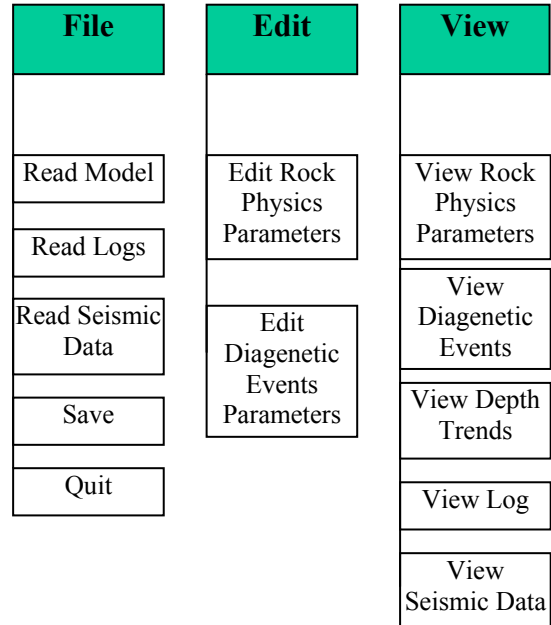 File
Read Model
Read Logs
Read Seismic
Data
Save
Quit
Edit
Edit Rock
Physics
Parameters
Edit
Diagenetic
Events
Parameters
View
View Rock
Physics
Parameters
View
Diagenetic
Events
View Depth
Trends
View Log
View
Seismic Data